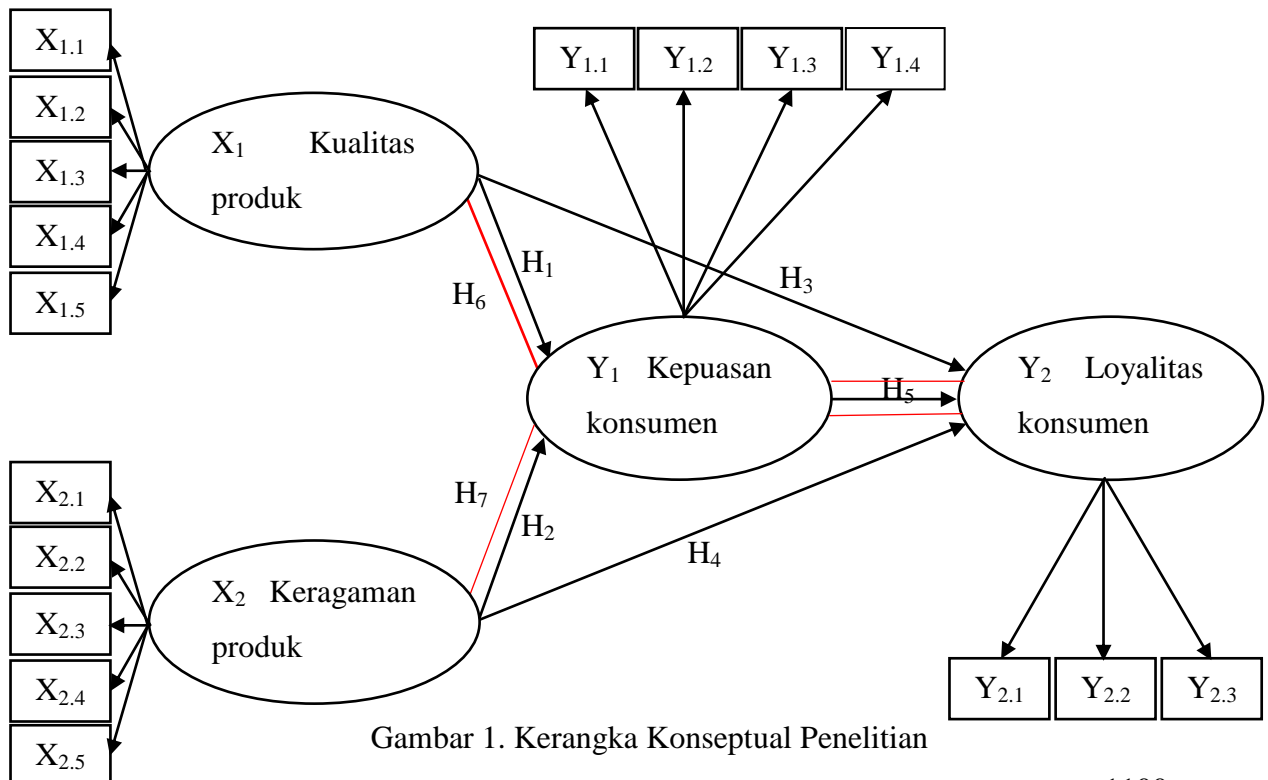 X1.1
X1.2
X1.3
X1.4
X1.5
Y1.1 Y1.2 Y1.3 Y1.4
X1 Kualitas
produk
H1
H6
H3
Y1 Kepuasan
konsumen
H5
Y2 Loyalitas
konsumen
X2.1
X2.2
X2.3
X2.4
X2.5
H7
H2
H4
X2 Keragaman
produk
Y2.1 Y2.2 Y2.3
Gambar 1. Kerangka Konseptual Penelitian